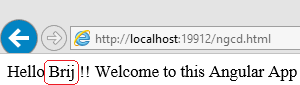 http://localhost:19912/ngcd.html
Hello Brij !! Welcome to this Angular App